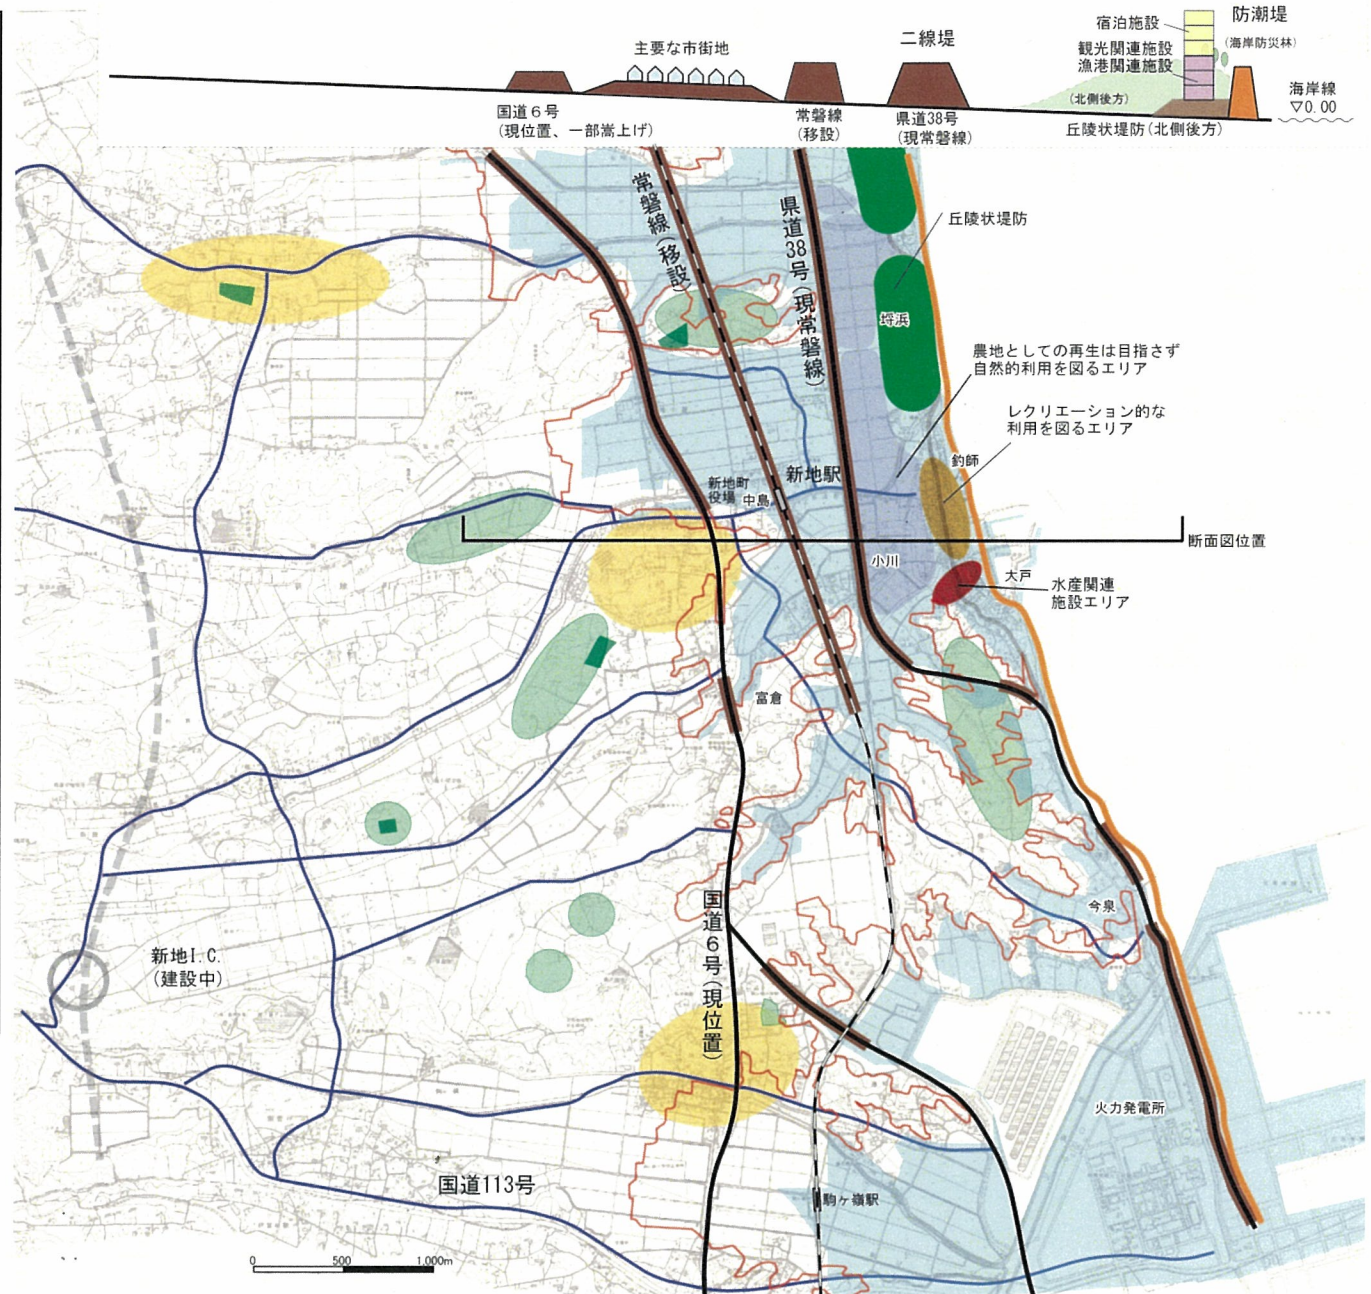 宿泊施設
防潮堤
観光関連施設
(海岸防災林)
漁港関連施設
主要な市街地
二線堤
(北側後方)
海岸線
▽0.00
国道6号
(現位置、一部嵩上げ)
常磐線
(移設)
県道38号
(現常磐線)
丘陵状堤防(北側後方)
常磐線(移設)
県道38号(現常磐線)
丘陵状堤防
埒浜
農地としての再生は目指さず
自然的利用を図るエリア
レクリエーション的な
利用を図るエリア
釣師
新地駅
新地町
役場
中島
断面図位置
小川
大戸
水産関連
施設エリア
富倉
今泉
国道6号(現位置)
新地I.C.
(建設中)
火力発電所
国道113号
駒ヶ嶺駅
0 500 1,000m